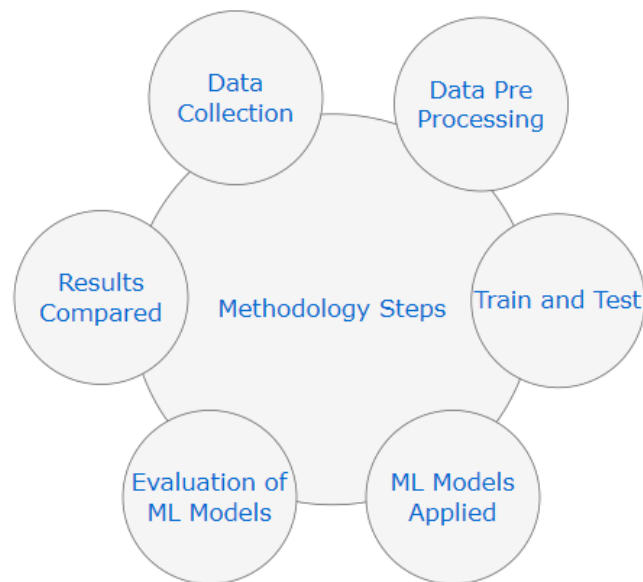 Data
Collection
Data Pre
Processing
Results
Compared
Methodology Steps
Train and Test
Evaluation of
ML Models
ML Models
Applied